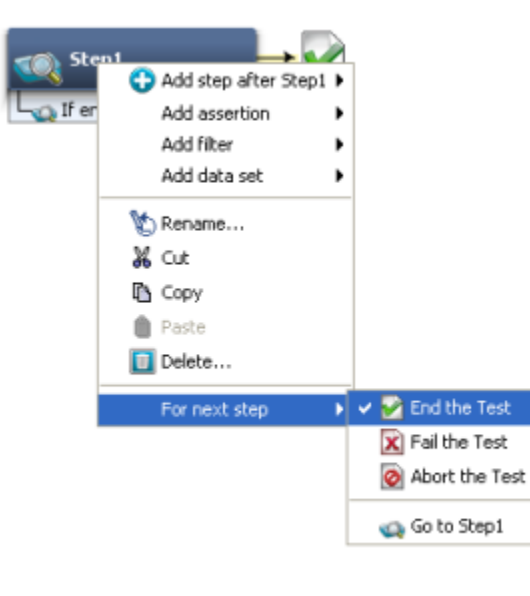 Step1
Add step after Step1
If er
Add assertion
Add filter
Add data set
Rename...
Cut
Copy
Paste
Delete...
For next step
End the Test
Fail the Test
Abort the Test
Go to Step1